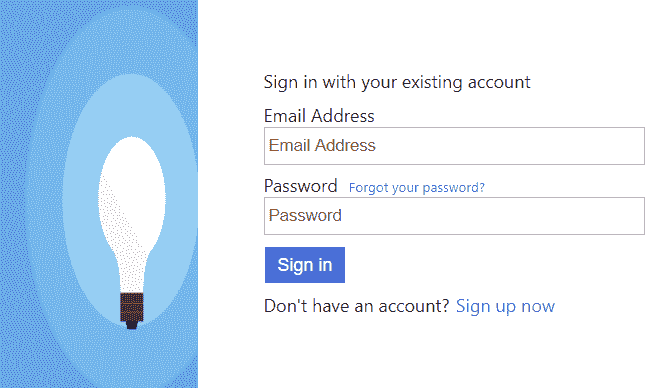 Sign in with your existing account
Email Address
Email Address
Password Forgot your password?
Password
Sign in
Don't have an account? Sign up now